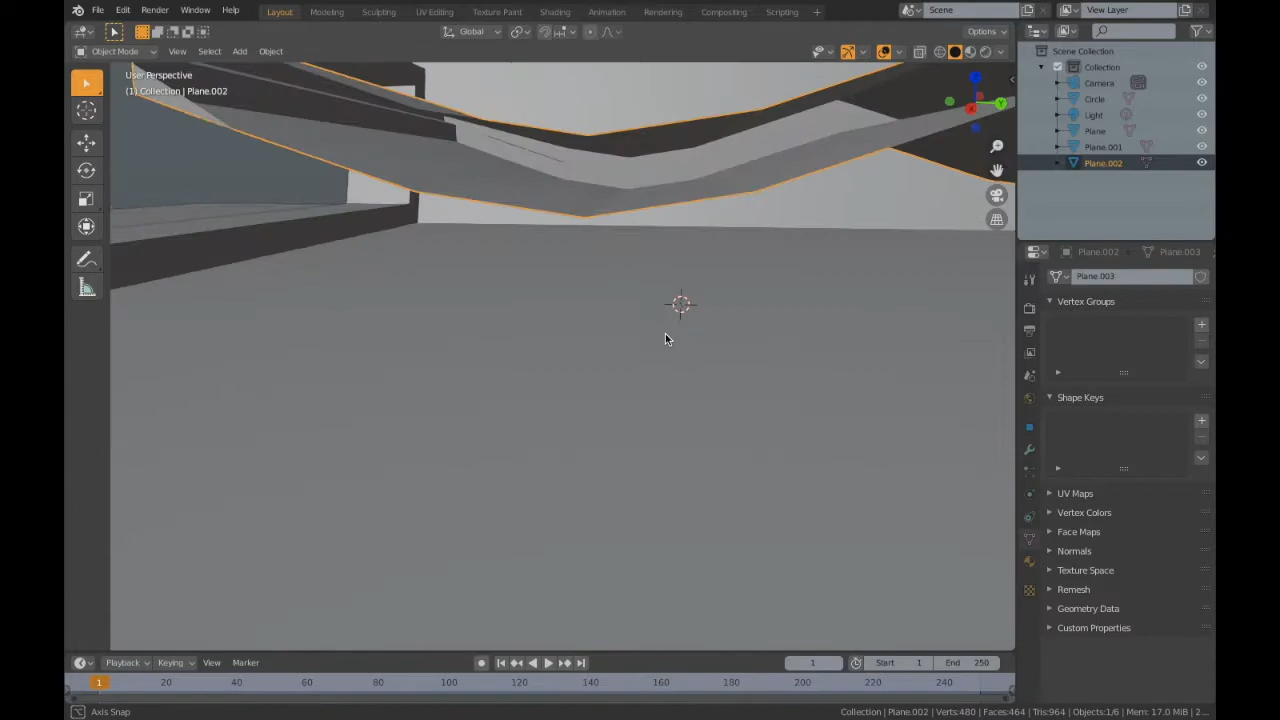 File Edit Render Window Help Layout Modeling Sculpting UV Editing Texture Paint Shading Animation Rendering Compositing Scripting + Scene View Layer
Global Options
Object Mode View Select Add Object
User Perspective
(1) Collection | Plane.002
Scene Collection
Collection
Camera
Circle
Light
Plane
Plane.001
Plane.002
Y
X
Plane.002 Plane.003
Plane.003
Vertex Groups
Shape Keys
UV Maps
Vertex Colors
Face Maps
Normals
Texture Space
Remesh
Geometry Data
Custom Properties
Playback Keying View Marker 1 Start 1 End 250
1 20 40 60 80 100 120 140 160 180 200 220 240
Axis Snap Collection | Plane.002 | Verts:480 | Faces:464 | Tris:964 | Objects:1/6 | Mem: 17.0 MiB | 2...